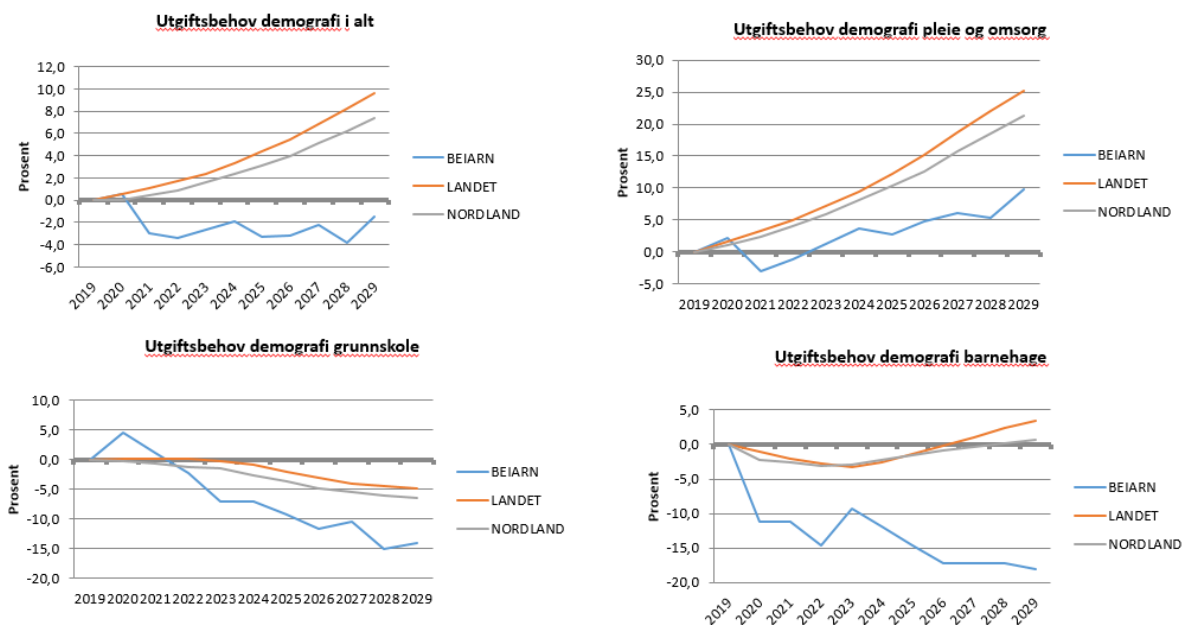 Utgiftsbehov demografi i alt
12,0
10,0
8,0
6,0
4,0
2,0
0,0
-2,0
-4,0
-6,0
Prosent
2019 2020 2021 2022 2023 2024 2025 2026 2027 2028 2029
BEIARN
LANDET
NORDLAND
Utgiftsbehov demografi pleie og omsorg
30,0
25,0
20,0
15,0
10,0
5,0
0,0
-5,0
Prosent
2019 2020 2021 2022 2023 2024 2025 2026 2027 2028 2029
BEIARN
LANDET
NORDLAND
Utgiftsbehov demografi grunnskole
10,0
5,0
0,0
-5,0
-10,0
-15,0
-20,0
Prosent
2019 2020 2021 2022 2023 2024 2025 2026 2027 2028 2029
BEIARN
LANDET
NORDLAND
Utgiftsbehov demografi barnehage
5,0
0,0
-5,0
-10,0
-15,0
-20,0
Prosent
2019 2020 2021 2022 2023 2024 2025 2026 2027 2028 2029
BEIARN
LANDET
NORDLAND